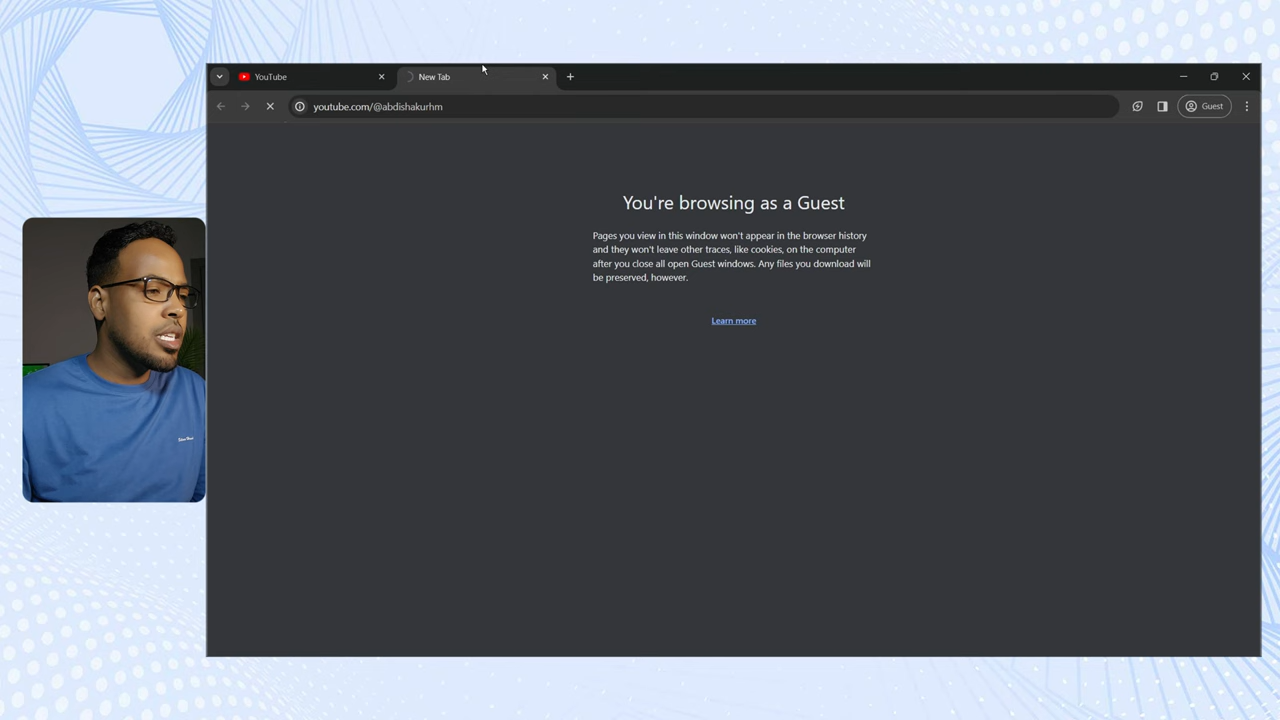 YouTube
New Tab
youtube.com/@abdishakurhm
Guest
You're browsing as a Guest
Pages you view in this window won't appear in the browser history
and they won't leave other traces, like cookies, on the computer
after you close all open Guest windows. Any files you download will
be preserved, however.
Learn more